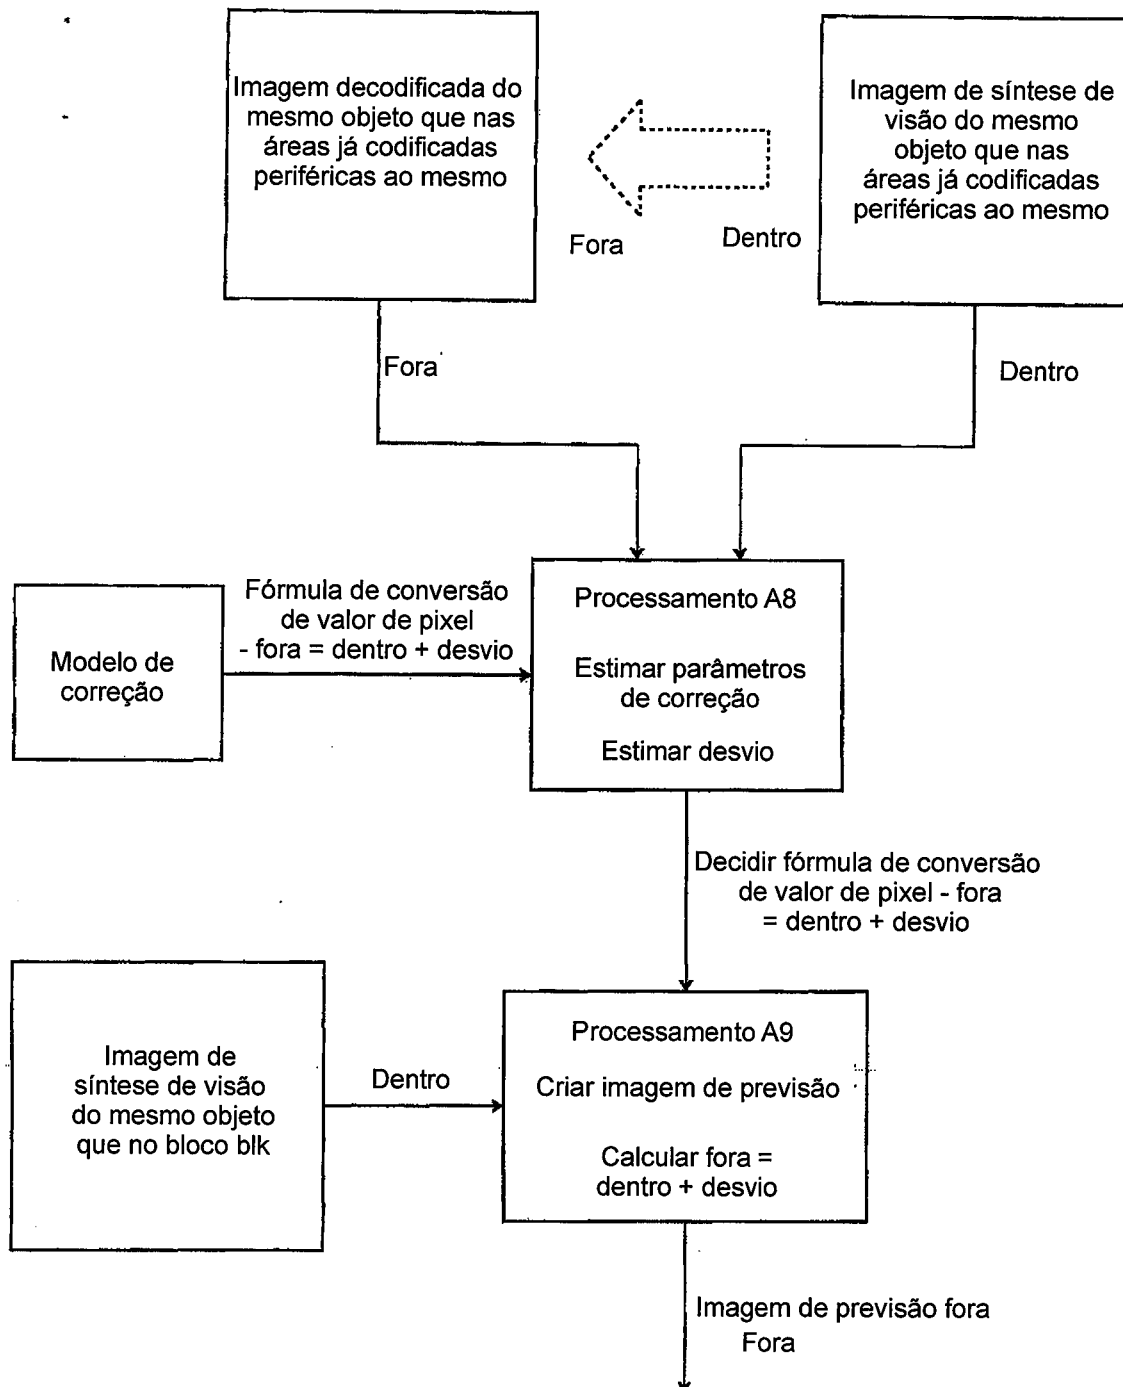 Imagem decodificada do
mesmo objeto que nas
áreas já codificadas
periféricas ao mesmo
Imagem de síntese de
visão do mesmo
objeto que nas
áreas já codificadas
periféricas ao mesmo
Fora
Dentro
Fora
Dentro
Modelo de
correção
Fórmula de conversão
de valor de pixel
- fora = dentro + desvio
Processamento A8
Estimar parâmetros
de correção
Estimar desvio
Decidir fórmula de conversão
de valor de pixel - fora
= dentro + desvio
Imagem de
síntese de visão
do mesmo objeto
que no bloco blk
Dentro
Processamento A9
Criar imagem de previsão
Calcular fora =
dentro + desvio
Imagem de previsão fora
Fora